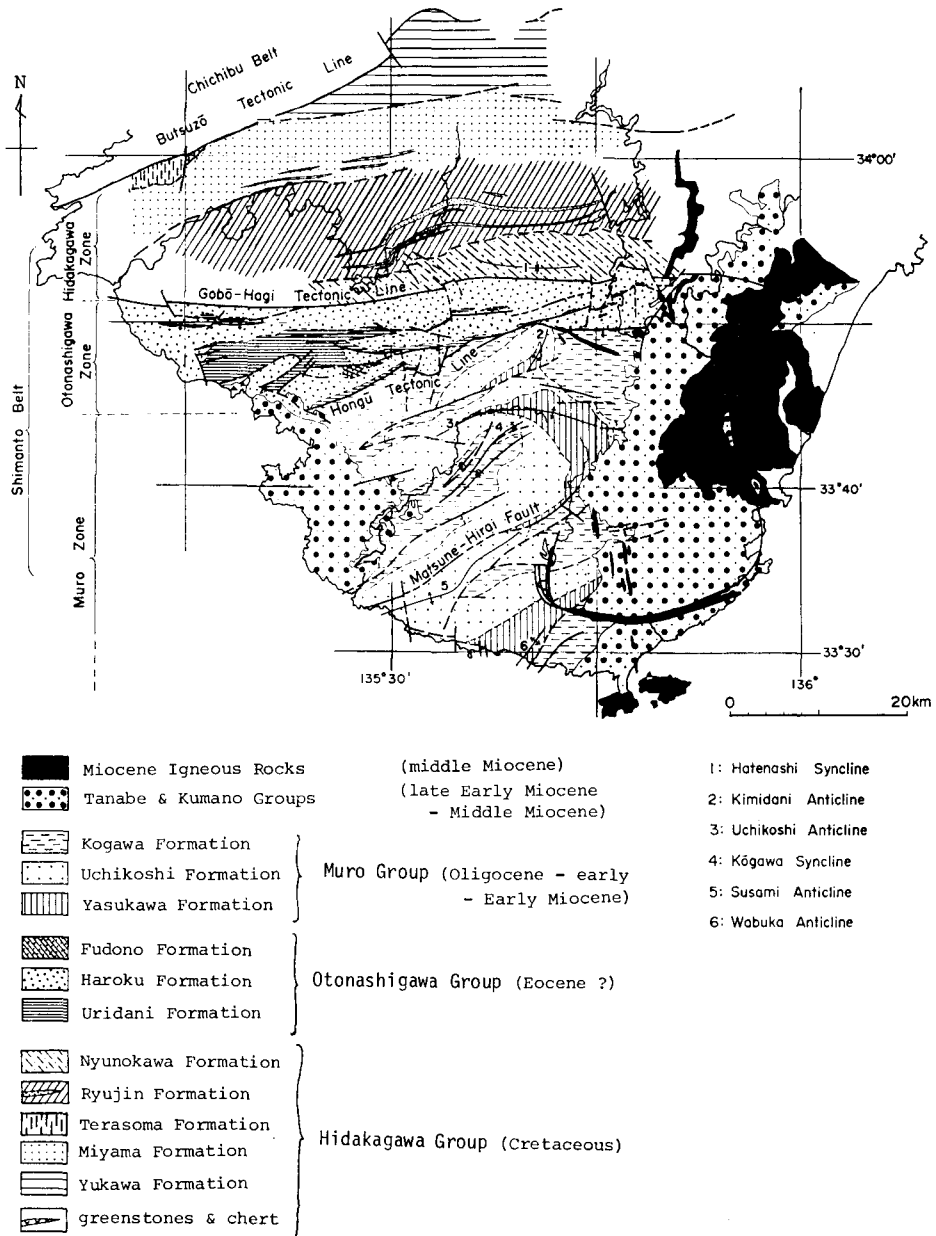 Chichibu Belt
Butsuzō Tectonic Line
N
34°00'
Shimanto Belt
Hidakagawa Zone
Otonashigawa Zone
Muro Zone
1
Gobō-Hagi Tectonic Line
2
Hongū Tectonic Line
3
4
33°40'
Matsune-Hirai Fault
5
6
33°30'
135°30'
136°
0 20km
Miocene Igneous Rocks (middle Miocene)
Tanabe & Kumano Groups (late Early Miocene
- Middle Miocene)
Kogawa Formation
Uchikoshi Formation
Yasukawa Formation
Muro Group (Oligocene - early
- Early Miocene)
Fudono Formation
Haroku Formation
Uridani Formation
Otonashigawa Group (Eocene ?)
Nyunokawa Formation
Ryujin Formation
Terasoma Formation
Miyama Formation
Yukawa Formation
greenstones & chert
Hidakagawa Group (Cretaceous)
1: Hatenashi Syncline
2: Kimidani Anticline
3: Uchikoshi Anticline
4: Kōgawa Syncline
5: Susami Anticline
6: Wabuka Anticline